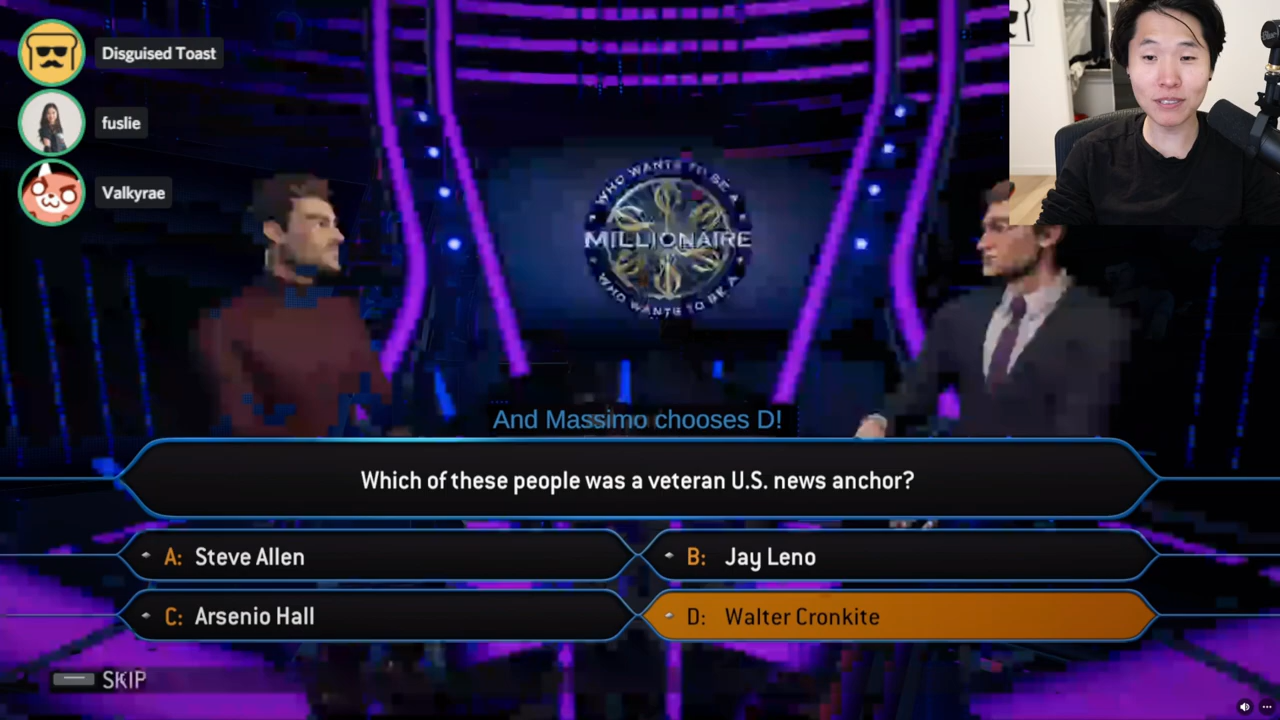 Disguised Toast
fuslie
Valkyrae
WHO WANTS TO BE A
MILLIONAIRE
WHO WANTS TO BE A
And Massimo chooses D!
Which of these people was a veteran U.S. news anchor?
A: Steve Allen
B: Jay Leno
C: Arsenio Hall
D: Walter Cronkite
SKIP